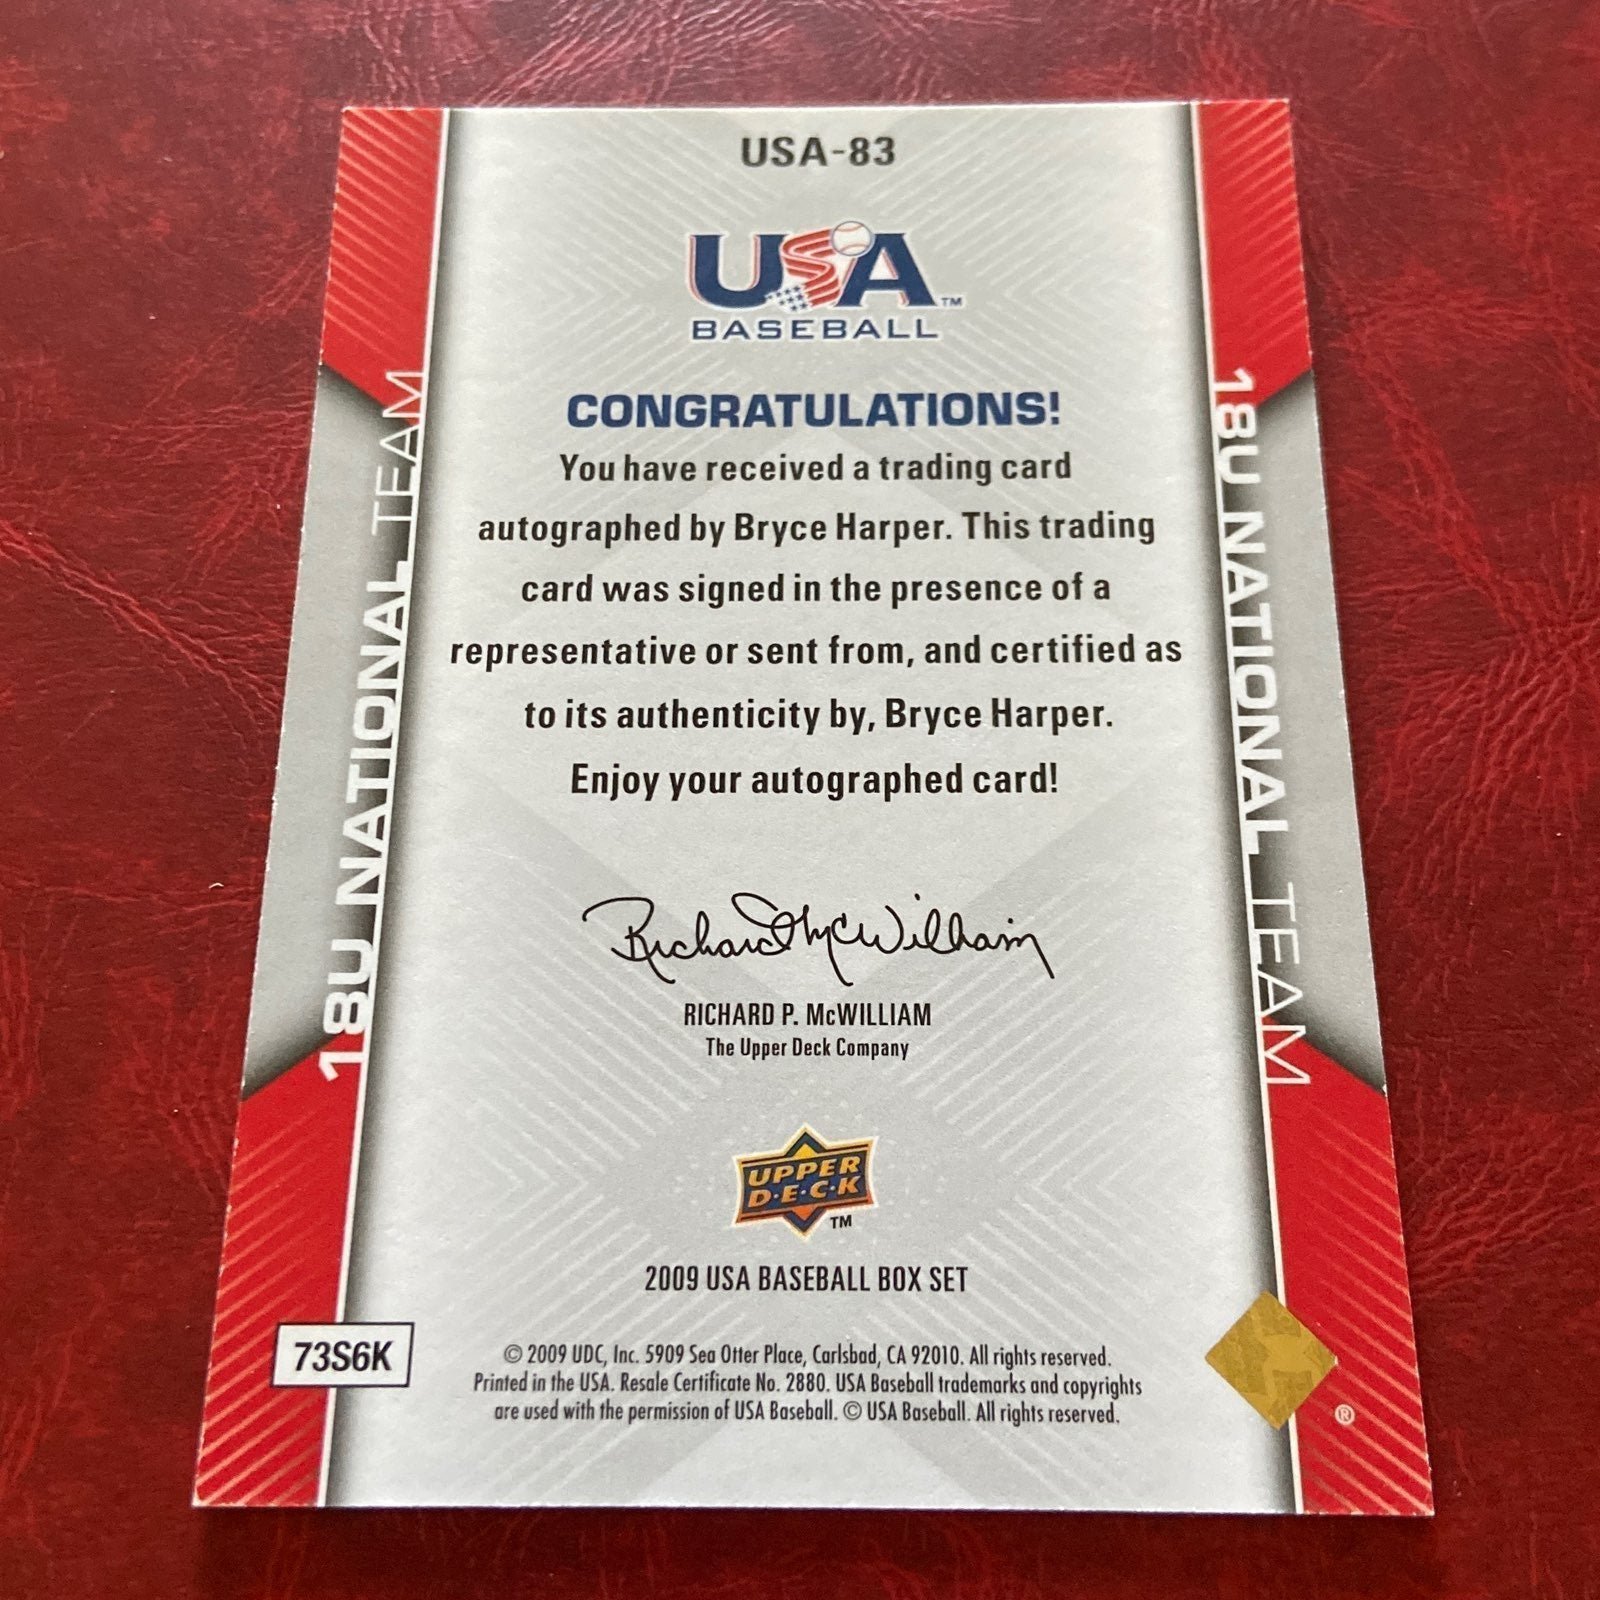 USA-83
USA TM
BASEBALL
CONGRATULATIONS!
You have received a trading card
autographed by Bryce Harper. This trading
card was signed in the presence of a
representative or sent from, and certified as
to its authenticity by, Bryce Harper.
Enjoy your autographed card!
18U NATIONAL TEAM
18U NATIONAL TEAM
Richard McWilliam
RICHARD P. McWILLIAM
The Upper Deck Company
UPPER
D·E·C·K
TM
2009 USA BASEBALL BOX SET
73S6K
© 2009 UDC, Inc. 5909 Sea Otter Place, Carlsbad, CA 92010. All rights reserved.
Printed in the USA. Resale Certificate No. 2880. USA Baseball trademarks and copyrights
are used with the permission of USA Baseball. © USA Baseball. All rights reserved.
®